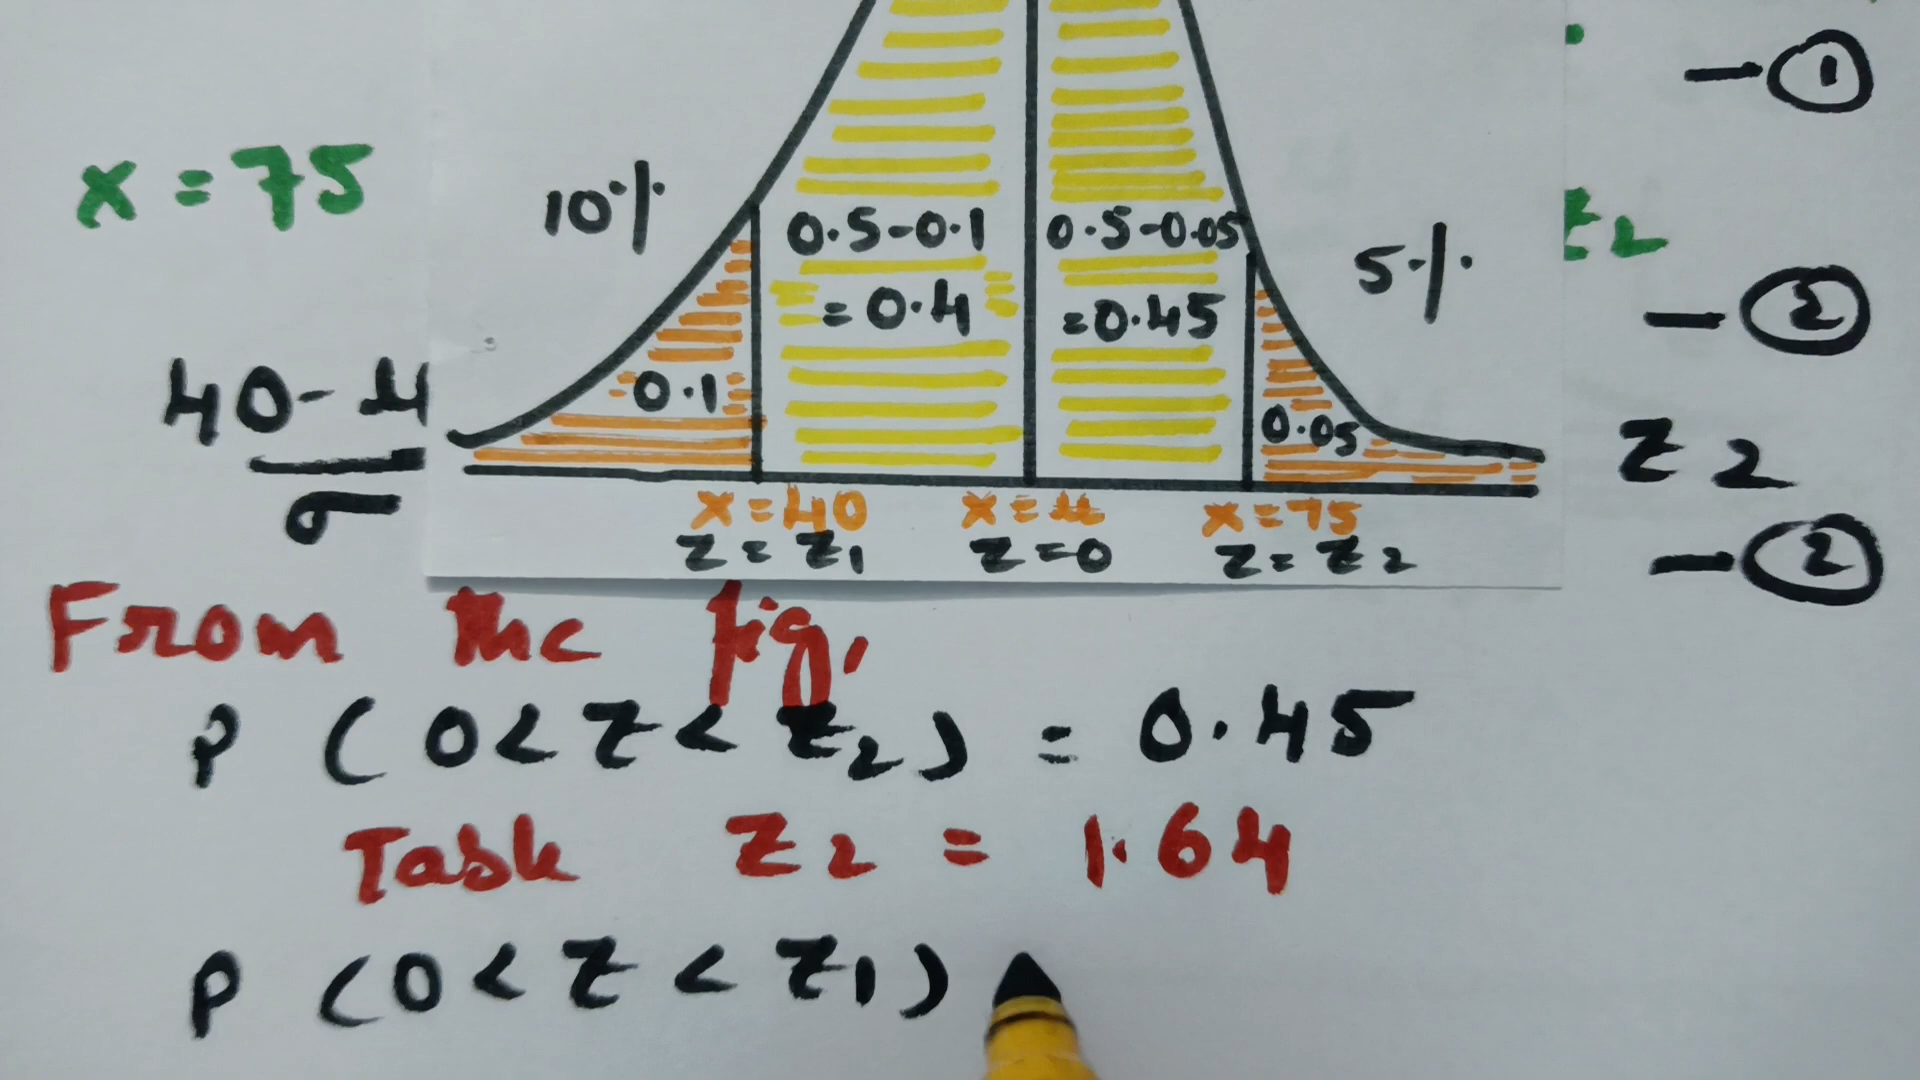 – ①
x = 75
10%
0.5-0.1
0.5-0.05
5%
z2
= 0.4
= 0.45
– ②
40-μ
0.1
0.05
z2
σ
x=40
x=μ
x=75
z=z1
z=0
z=z2
– ②
From the fig,
P (0<z<z2) = 0.45
z2 = 1.64
P (0<z<z1)